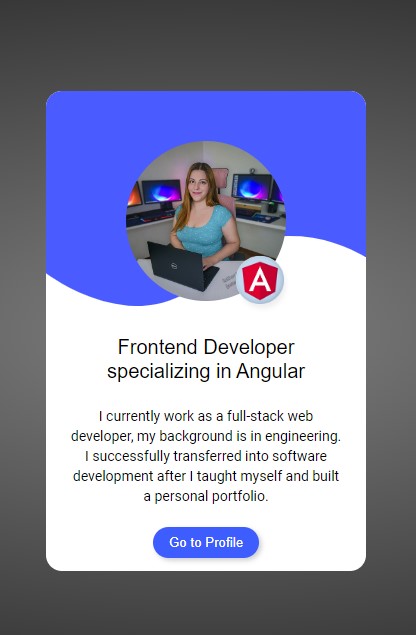 A
Frontend Developer
specializing in Angular
I currently work as a full-stack web
developer, my background is in engineering.
I successfully transferred into software
development after I taught myself and built
a personal portfolio.
Go to Profile